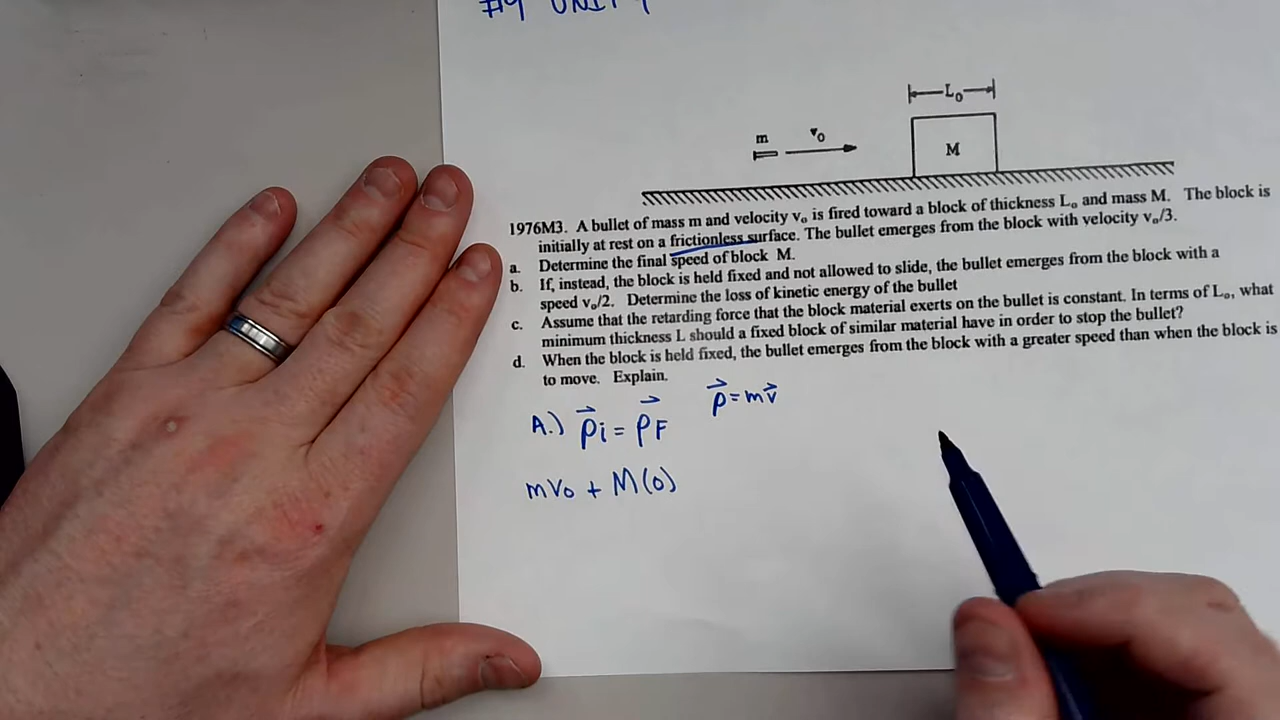 #9 UNIT
L₀
m
v₀
M
1976M3. A bullet of mass m and velocity v₀ is fired toward a block of thickness L₀ and mass M. The block is
initially at rest on a frictionless surface. The bullet emerges from the block with velocity v₀/3.
a. Determine the final speed of block M.
b. If, instead, the block is held fixed and not allowed to slide, the bullet emerges from the block with a
speed v₀/2. Determine the loss of kinetic energy of the bullet
c. Assume that the retarding force that the block material exerts on the bullet is constant. In terms of L₀, what
minimum thickness L should a fixed block of similar material have in order to stop the bullet?
d. When the block is held fixed, the bullet emerges from the block with a greater speed than when the block is
to move. Explain.
A.) p⃗i = p⃗F p⃗ = mv⃗
mv₀ + M(0)